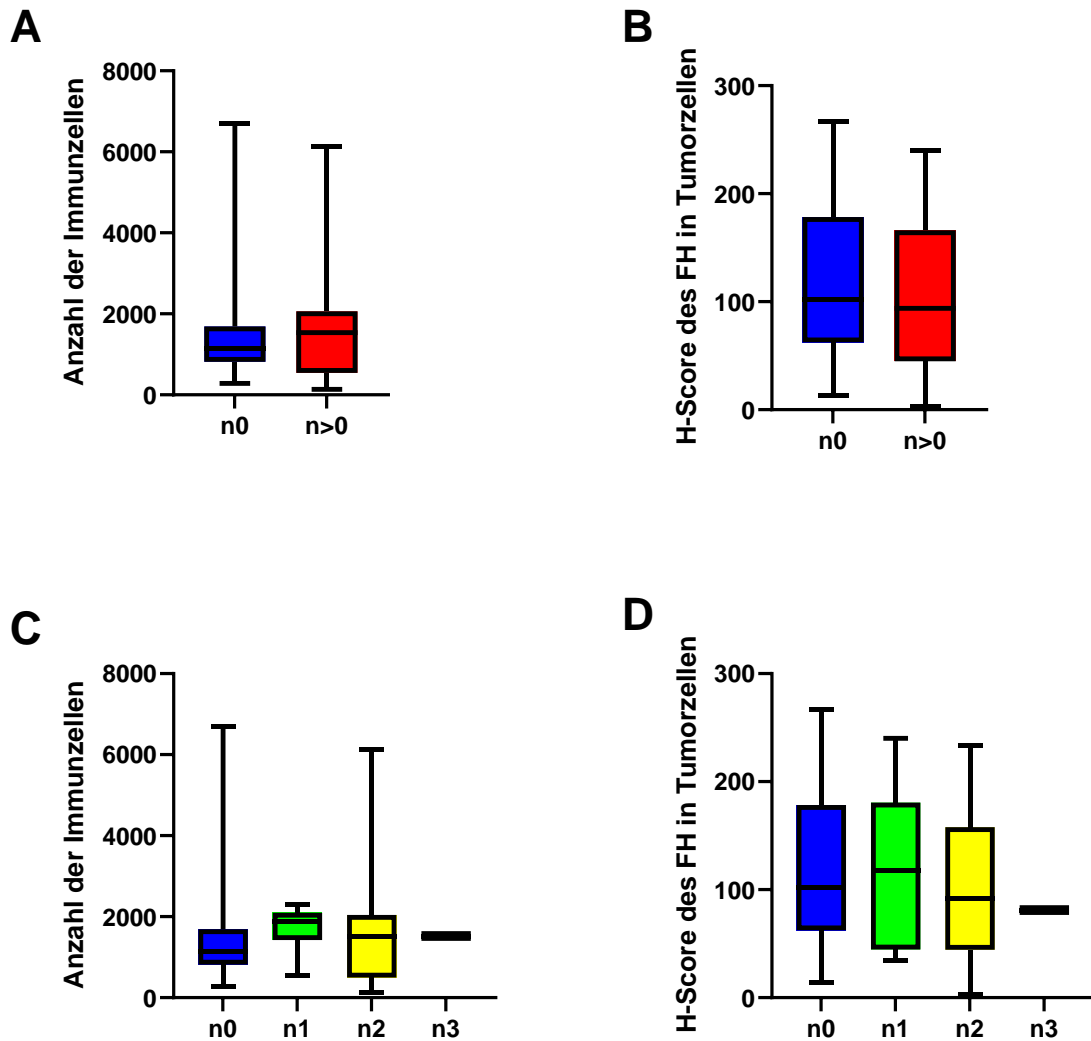 A
Anzahl der Immunzellen
8000
6000
4000
2000
0
n0 n>0
B
H-Score des FH in Tumorzellen
300
200
100
0
n0 n>0
C
Anzahl der Immunzellen
8000
6000
4000
2000
0
n0 n1 n2 n3
D
H-Score des FH in Tumorzellen
300
200
100
0
n0 n1 n2 n3